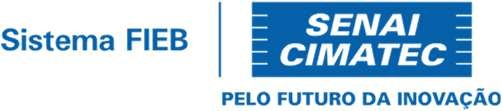 Sistema FIEB
SENAI
CIMATEC
PELO FUTURO DA INOVAÇÃO